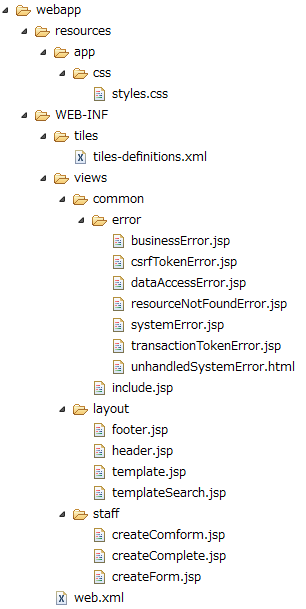 webapp
resources
app
css
styles.css
WEB-INF
tiles
tiles-definitions.xml
views
common
error
businessError.jsp
csrfTokenError.jsp
dataAccessError.jsp
resourceNotFoundError.jsp
systemError.jsp
transactionTokenError.jsp
unhandledSystemError.html
include.jsp
layout
footer.jsp
header.jsp
template.jsp
templateSearch.jsp
staff
createComform.jsp
createComplete.jsp
createForm.jsp
web.xml